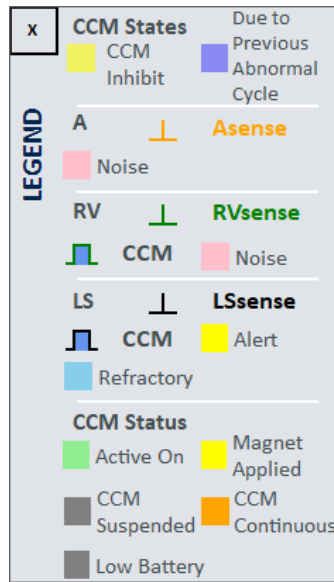 X
LEGEND
CCM States
CCM
Inhibit
Due to
Previous
Abnormal
Cycle
A Asense
Noise
RV RVsense
CCM Noise
LS LSsense
CCM Alert
Refractory
CCM Status
Active On
Magnet
Applied
CCM
Suspended
CCM
Continuous
Low Battery